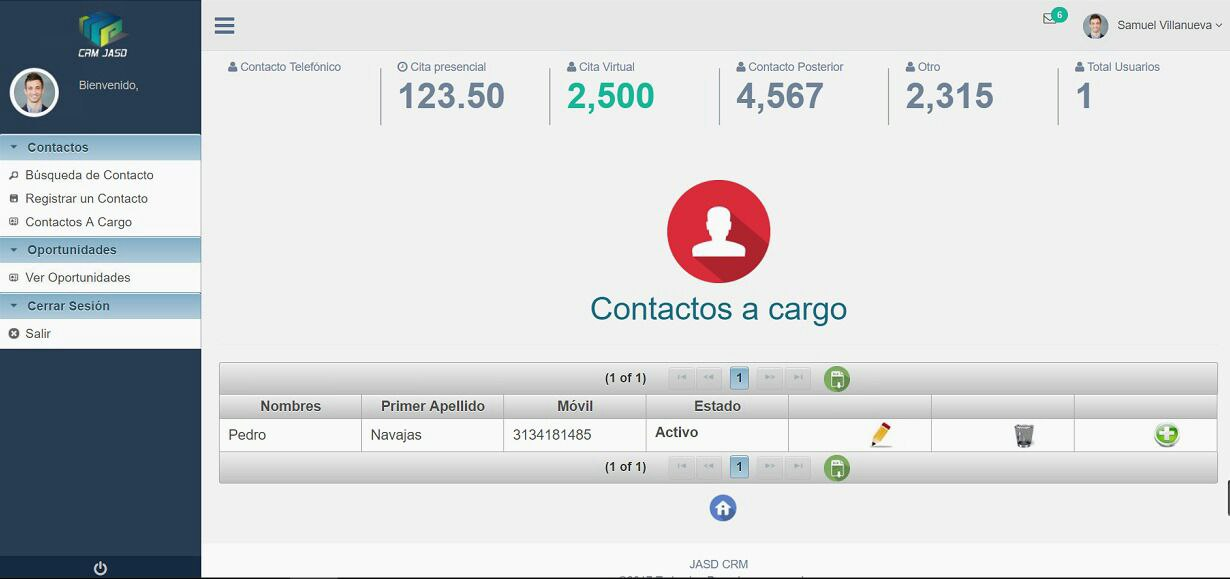 CRM JASD
Bienvenido,
Contactos
Búsqueda de Contacto
Registrar un Contacto
Contactos A Cargo
Oportunidades
Ver Oportunidades
Cerrar Sesión
Salir
6
Samuel Villanueva
Contacto Telefónico
Cita presencial
123.50
Cita Virtual
2,500
Contacto Posterior
4,567
Otro
2,315
Total Usuarios
1
Contactos a cargo
(1 of 1) 1
Nombres Primer Apellido Móvil Estado
Pedro Navajas 3134181485 Activo
(1 of 1) 1
JASD CRM